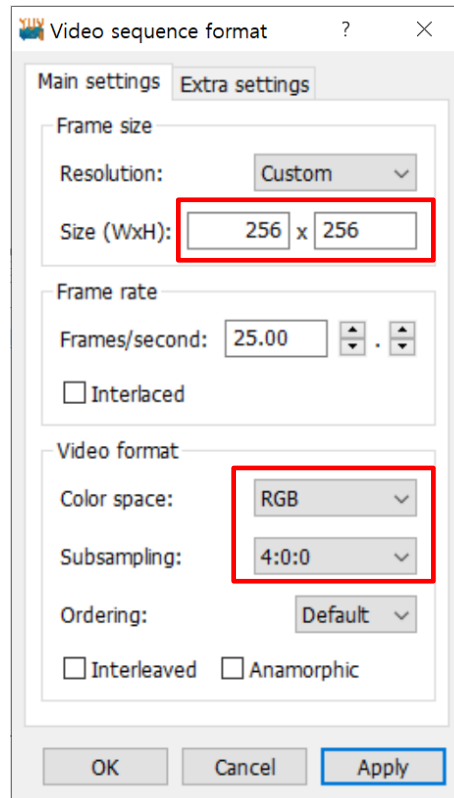 YUV Video sequence format ? ×
Main settings Extra settings
Frame size
Resolution: Custom
Size (WxH): 256 x 256
Frame rate
Frames/second: 25.00 .
Interlaced
Video format
Color space: RGB
Subsampling: 4:0:0
Ordering: Default
Interleaved Anamorphic
OK Cancel Apply